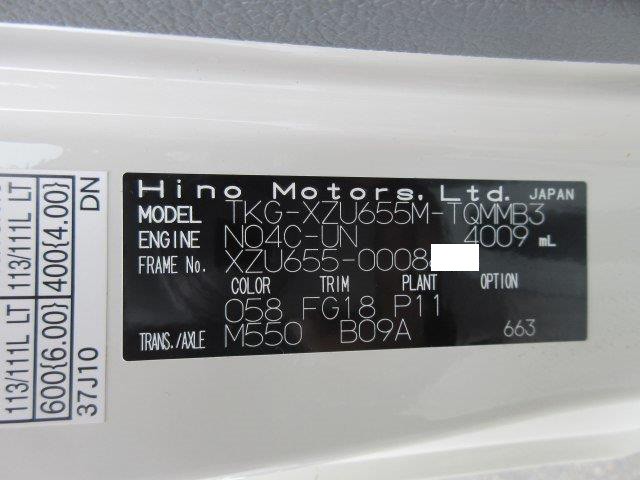 Hino Motors, Ltd. JAPAN
MODEL TKG-XZU655M-TQMMB3
ENGINE N04C-UN 4009 mL
FRAME No. XZU655-0008
COLOR TRIM PLANT OPTION
058 FG18 P11
TRANS./AXLE M550 B09A 663
113/111L LT 113/111L LT
600{6.00} 400{4.00}
37J10 DN